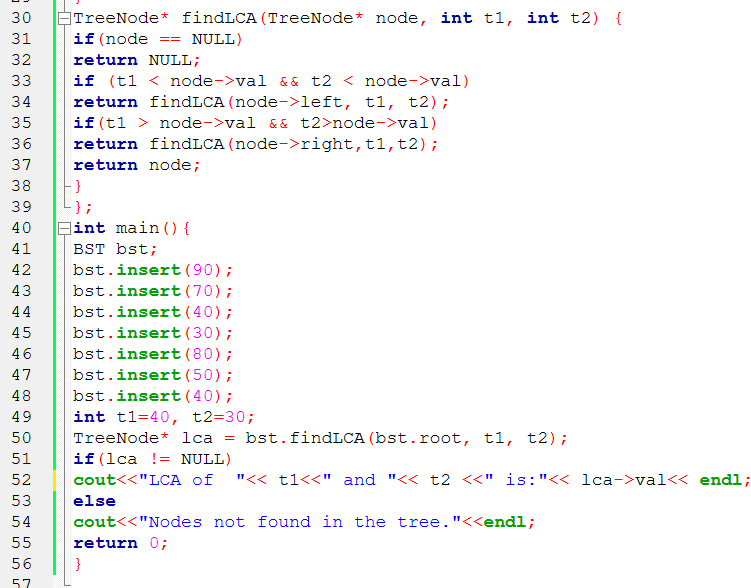 30 TreeNode* findLCA(TreeNode* node, int t1, int t2) {
31 if(node == NULL)
32 return NULL;
33 if (t1 < node->val && t2 < node->val)
34 return findLCA(node->left, t1, t2);
35 if(t1 > node->val && t2>node->val)
36 return findLCA(node->right,t1,t2);
37 return node;
38 }
39 };
40 int main(){
41 BST bst;
42 bst.insert(90);
43 bst.insert(70);
44 bst.insert(40);
45 bst.insert(30);
46 bst.insert(80);
47 bst.insert(50);
48 bst.insert(40);
49 int t1=40, t2=30;
50 TreeNode* lca = bst.findLCA(bst.root, t1, t2);
51 if(lca != NULL)
52 cout<<"LCA of  "<< t1<<" and "<< t2 <<" is:"<< lca->val<< endl;
53 else
54 cout<<"Nodes not found in the tree."<<endl;
55 return 0;
56 }
57